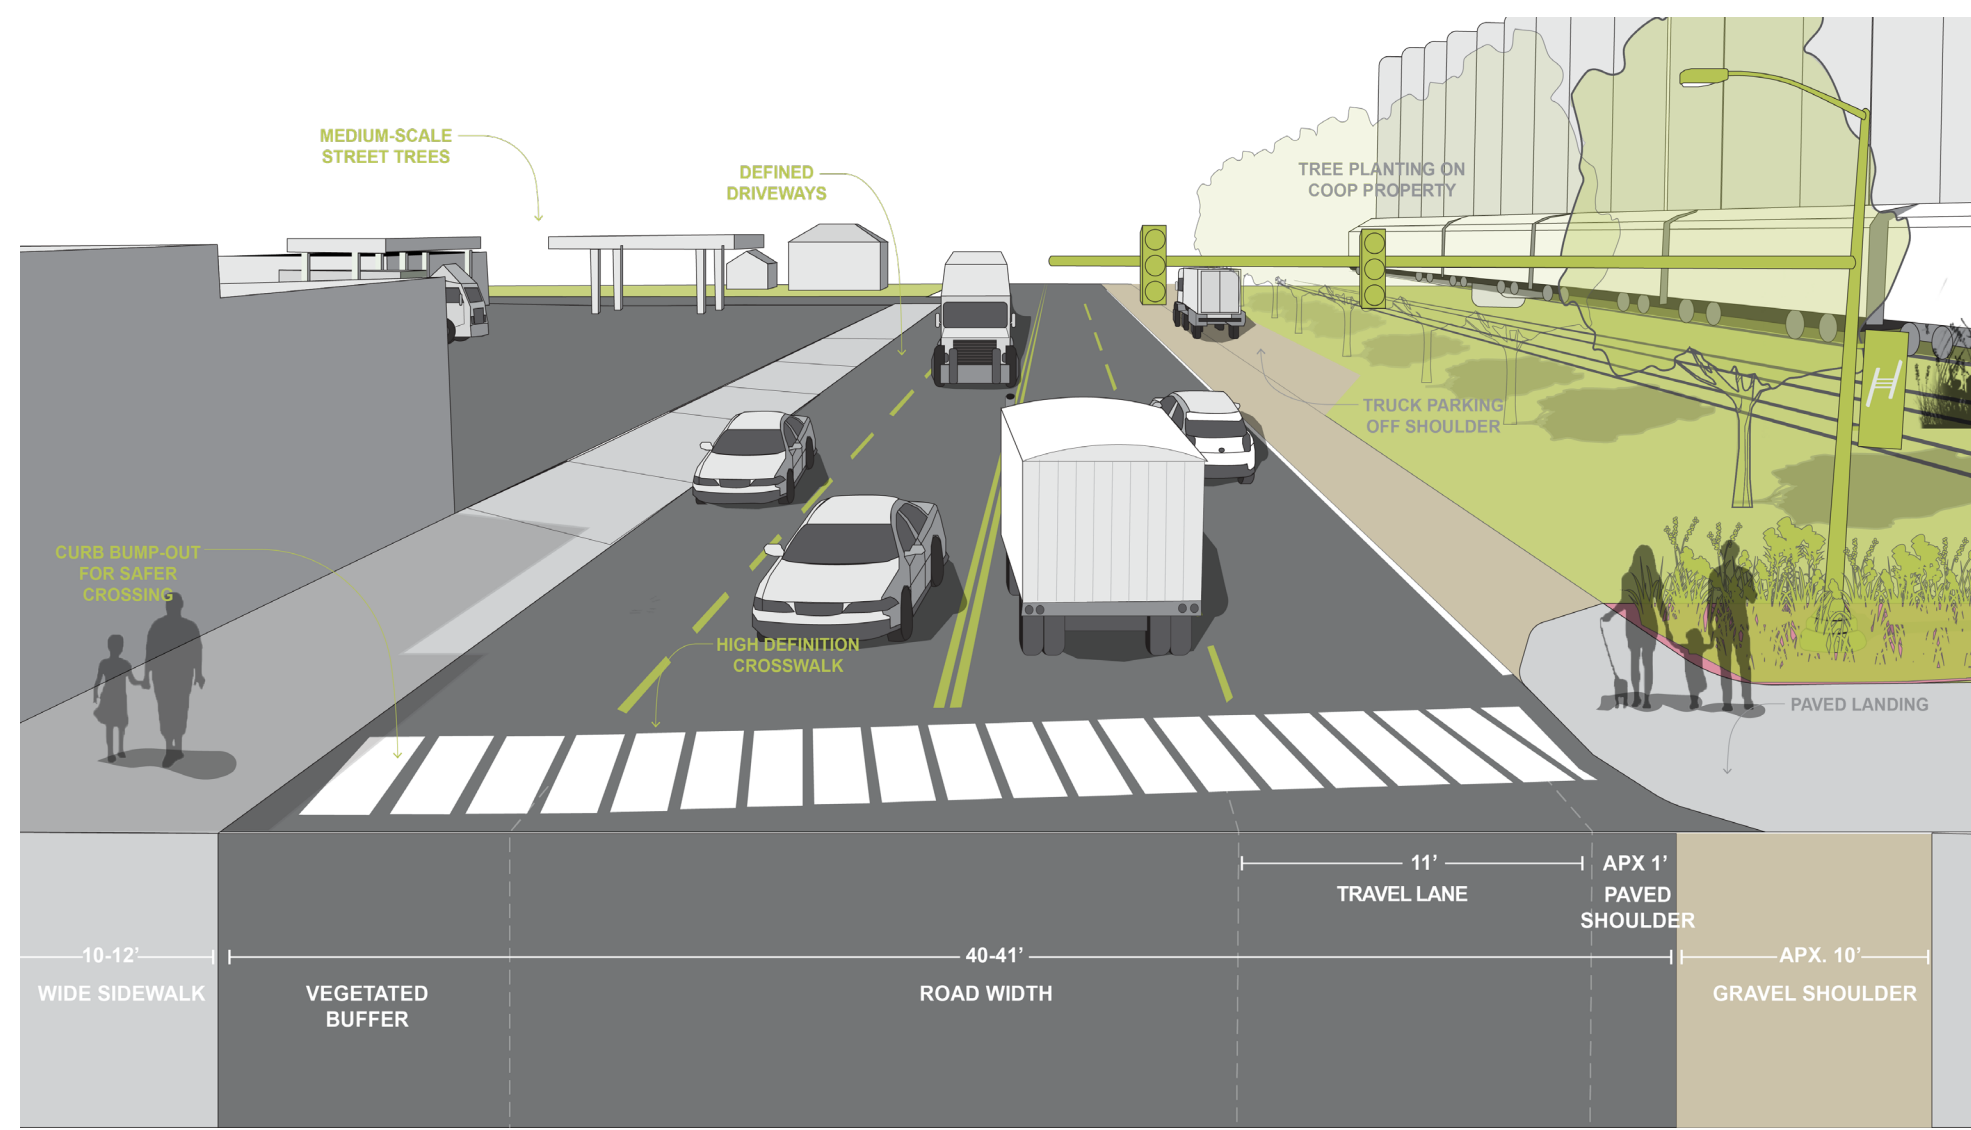 MEDIUM-SCALE
STREET TREES
DEFINED
DRIVEWAYS
TREE PLANTING ON
COOP PROPERTY
TRUCK PARKING
OFF SHOULDER
CURB BUMP-OUT
FOR SAFER
CROSSING
HIGH DEFINITION
CROSSWALK
PAVED LANDING
11'
TRAVEL LANE
APX 1'
PAVED
SHOULDER
10-12'
WIDE SIDEWALK
VEGETATED
BUFFER
40-41'
ROAD WIDTH
APX. 10'
GRAVEL SHOULDER